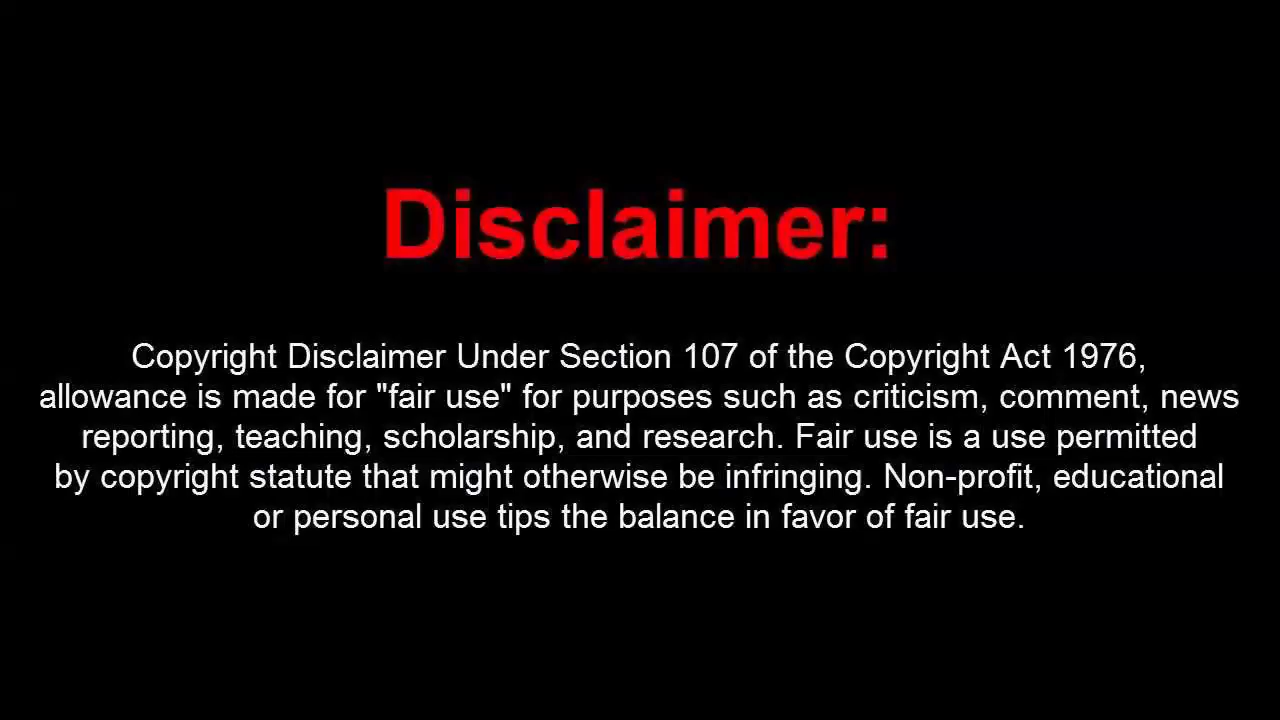 Disclaimer:
Copyright Disclaimer Under Section 107 of the Copyright Act 1976,
allowance is made for "fair use" for purposes such as criticism, comment, news
reporting, teaching, scholarship, and research. Fair use is a use permitted
by copyright statute that might otherwise be infringing. Non-profit, educational
or personal use tips the balance in favor of fair use.